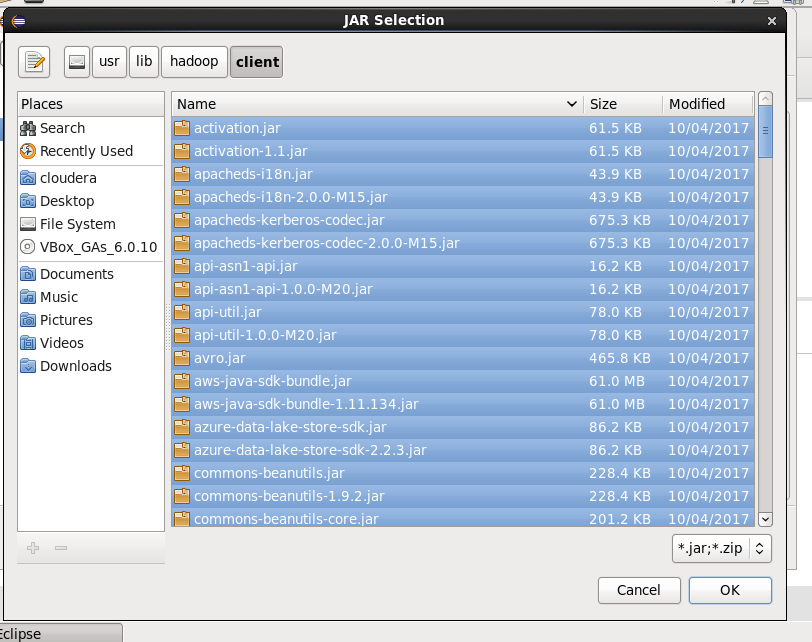 JAR Selection
usr lib hadoop client
Places
Search
Recently Used
cloudera
Desktop
File System
VBox_GAs_6.0.10
Documents
Music
Pictures
Videos
Downloads
Name Size Modified
activation.jar 61.5 KB 10/04/2017
activation-1.1.jar 61.5 KB 10/04/2017
apacheds-i18n.jar 43.9 KB 10/04/2017
apacheds-i18n-2.0.0-M15.jar 43.9 KB 10/04/2017
apacheds-kerberos-codec.jar 675.3 KB 10/04/2017
apacheds-kerberos-codec-2.0.0-M15.jar 675.3 KB 10/04/2017
api-asn1-api.jar 16.2 KB 10/04/2017
api-asn1-api-1.0.0-M20.jar 16.2 KB 10/04/2017
api-util.jar 78.0 KB 10/04/2017
api-util-1.0.0-M20.jar 78.0 KB 10/04/2017
avro.jar 465.8 KB 10/04/2017
aws-java-sdk-bundle.jar 61.0 MB 10/04/2017
aws-java-sdk-bundle-1.11.134.jar 61.0 MB 10/04/2017
azure-data-lake-store-sdk.jar 86.2 KB 10/04/2017
azure-data-lake-store-sdk-2.2.3.jar 86.2 KB 10/04/2017
commons-beanutils.jar 228.4 KB 10/04/2017
commons-beanutils-1.9.2.jar 228.4 KB 10/04/2017
commons-beanutils-core.jar 201.2 KB 10/04/2017
*.jar;*.zip
Cancel OK
Eclipse